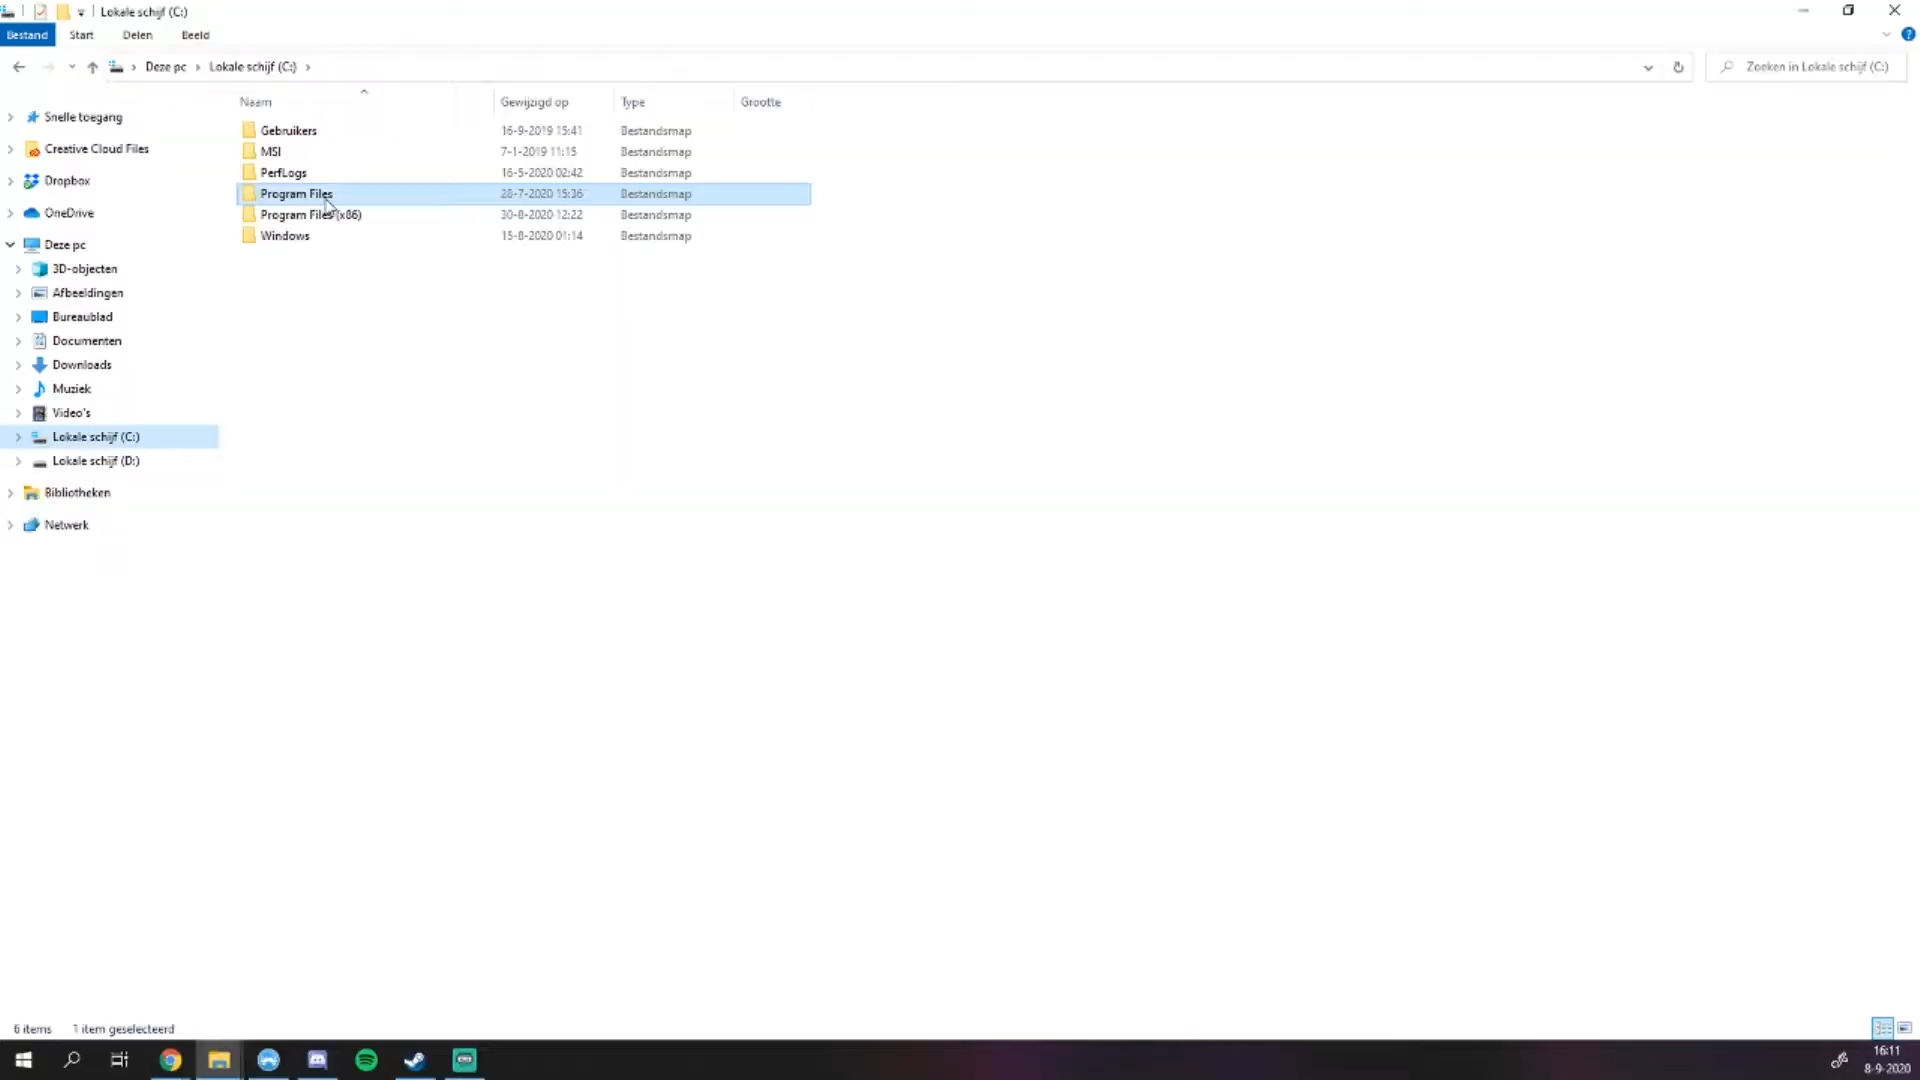 Lokale schijf (C:)
Bestand Start Delen Beeld
Deze pc Lokale schijf (C:) Zoeken in Lokale schijf (C:)
Naam Gewijzigd op Type Grootte
Snelle toegang
Creative Cloud Files
Dropbox
OneDrive
Deze pc
3D-objecten
Afbeeldingen
Bureaublad
Documenten
Downloads
Muziek
Video's
Lokale schijf (C:)
Lokale schijf (D:)
Bibliotheken
Netwerk
Gebruikers 16-9-2019 15:41 Bestandsmap
MSI 7-1-2019 11:15 Bestandsmap
PerfLogs 16-5-2020 02:42 Bestandsmap
Program Files 28-7-2020 15:36 Bestandsmap
Program Files (x86) 30-8-2020 12:22 Bestandsmap
Windows 15-8-2020 01:14 Bestandsmap
6 items 1 item geselecteerd
16:11
8-9-2020